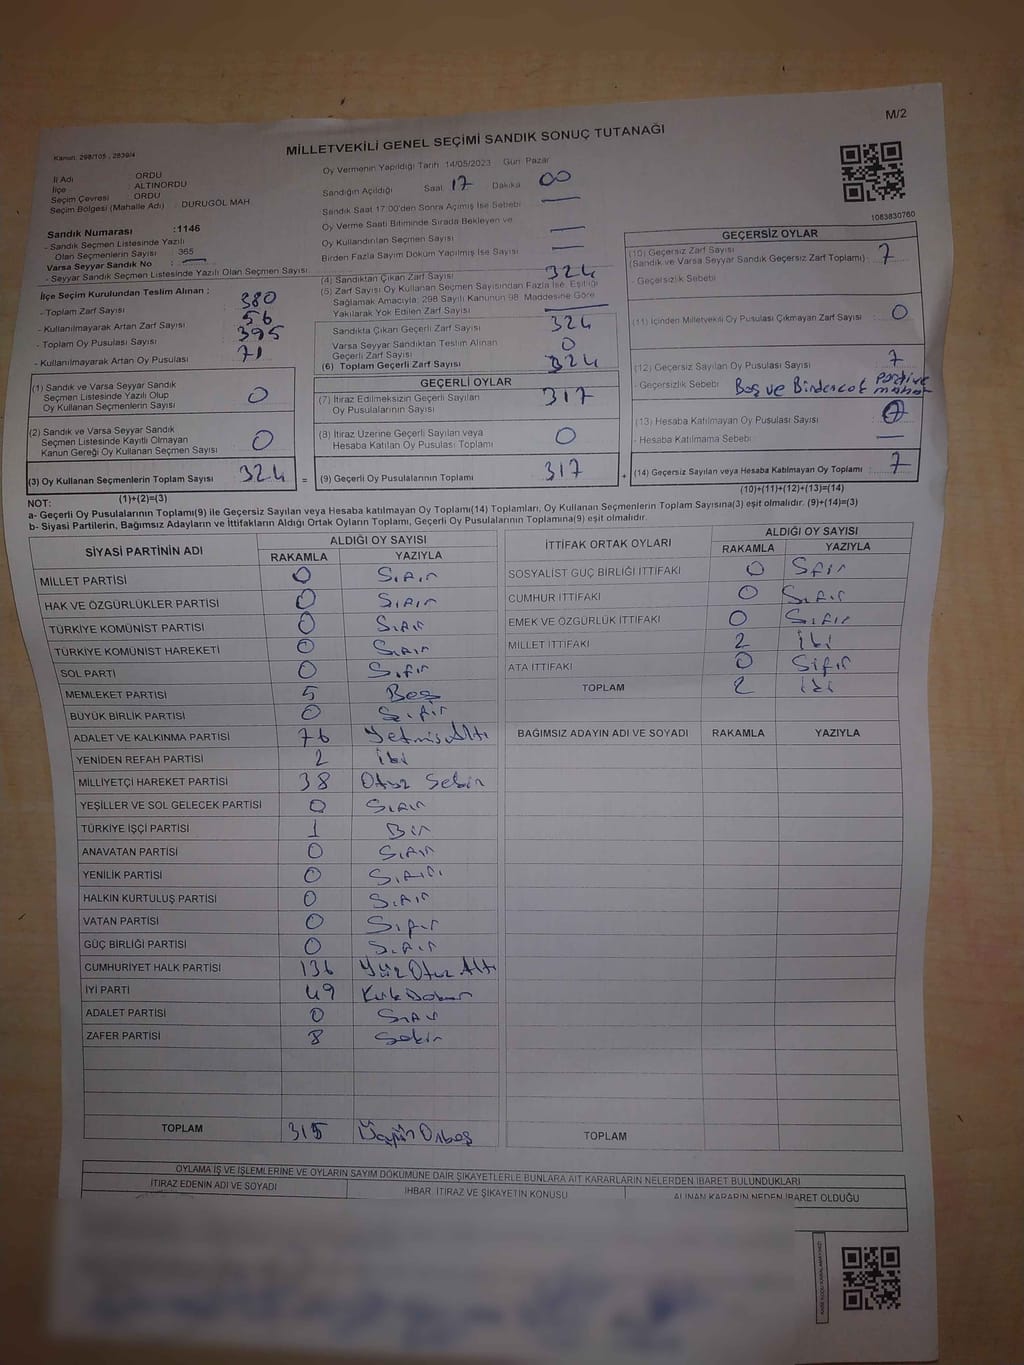 M/2
Kanun: 298/105 , 2839/4
MİLLETVEKİLİ GENEL SEÇİMİ SANDIK SONUÇ TUTANAĞI
İl Adı : ORDU
İlçe : ALTINORDU
Seçim Çevresi : ORDU
Seçim Bölgesi (Mahalle Adı) : DURUGÖL MAH.
Sandık Numarası :1146
- Sandık Seçmen Listesinde Yazılı
Olan Seçmenlerin Sayısı : 365
Varsa Seyyar Sandık No : —
- Seyyar Sandık Seçmen Listesinde Yazılı Olan Seçmen Sayısı
İlçe Seçim Kurulundan Teslim Alınan ;
- Toplam Zarf Sayısı : 380
- Kullanılmayarak Artan Zarf Sayısı : 56
- Toplam Oy Pusulası Sayısı : 395
- Kullanılmayarak Artan Oy Pusulası : 71
(1) Sandık ve Varsa Seyyar Sandık
Seçmen Listesinde Yazılı Olup
Oy Kullanan Seçmenlerin Sayısı : 0
(2) Sandık ve Varsa Seyyar Sandık
Seçmen Listesinde Kayıtlı Olmayan
Kanun Gereği Oy Kullanan Seçmen Sayısı : 0
(3) Oy Kullanan Seçmenlerin Toplam Sayısı : 324
(1)+(2)=(3)
Oy Vermenin Yapıldığı Tarih 14/05/2023 Gün: Pazar
Sandığın Açıldığı Saat 17 Dakika 00
Sandık Saat 17:00'den Sonra Açılmış İse Sebebi : —
Oy Verme Saati Bitiminde Sırada Bekleyen ve
Oy Kullandırılan Seçmen Sayısı : —
Birden Fazla Sayım Döküm Yapılmış İse Sayısı : —
(4) Sandıktan Çıkan Zarf Sayısı : 324
(5) Zarf Sayısı Oy Kullanan Seçmen Sayısından Fazla İse, Eşitliği
Sağlamak Amacıyla; 298 Sayılı Kanunun 98. Maddesine Göre
Yakılarak Yok Edilen Zarf Sayısı : —
Sandıkta Çıkan Geçerli Zarf Sayısı : 324
Varsa Seyyar Sandıktan Teslim Alınan
Geçerli Zarf Sayısı : 0
(6) Toplam Geçerli Zarf Sayısı : 324
GEÇERLİ OYLAR
(7) İtiraz Edilmeksizin Geçerli Sayılan
Oy Pusulalarının Sayısı : 317
(8) İtiraz Üzerine Geçerli Sayılan veya
Hesaba Katılan Oy Pusulası Toplamı : 0
= (9) Geçerli Oy Pusulalarının Toplamı : 317 +
1063830760
GEÇERSİZ OYLAR
(10) Geçersiz Zarf Sayısı
(Sandık ve Varsa Seyyar Sandık Geçersiz Zarf Toplamı) : 7
- Geçersizlik Sebebi :
(11) İçinden Milletvekili Oy Pusulası Çıkmayan Zarf Sayısı : 0
(12) Geçersiz Sayılan Oy Pusulası Sayısı : 7
- Geçersizlik Sebebi : Boş ve Birden çok Partiye
(13) Hesaba Katılmayan Oy Pusulası Sayısı :
- Hesaba Katılmama Sebebi : —
(14) Geçersiz Sayılan veya Hesaba Katılmayan Oy Toplamı : 7
(10)+(11)+(12)+(13)=(14)
NOT:
a- Geçerli Oy Pusulalarının Toplamı(9) ile Geçersiz Sayılan veya Hesaba katılmayan Oy Toplamı(14) Toplamları, Oy Kullanan Seçmenlerin Toplam Sayısına(3) eşit olmalıdır. (9)+(14)=(3)
b- Siyasi Partilerin, Bağımsız Adayların ve İttifakların Aldığı Ortak Oyların Toplamı, Geçerli Oy Pusulalarının Toplamına(9) eşit olmalıdır.
SİYASİ PARTİNİN ADI ALDIĞI OY SAYISI
RAKAMLA YAZIYLA
MİLLET PARTİSİ 0 Sıfır
HAK VE ÖZGÜRLÜKLER PARTİSİ 0 Sıfır
TÜRKİYE KOMÜNİST PARTİSİ 0 Sıfır
TÜRKİYE KOMÜNİST HAREKETİ 0 Sıfır
SOL PARTİ 0 Sıfır
MEMLEKET PARTİSİ 5 Beş
BÜYÜK BİRLİK PARTİSİ 0 Sıfır
ADALET VE KALKINMA PARTİSİ 76 Yetmiş Altı
YENİDEN REFAH PARTİSİ 2 İki
MİLLİYETÇİ HAREKET PARTİSİ 38 Otuz Sekiz
YEŞİLLER VE SOL GELECEK PARTİSİ 0 Sıfır
TÜRKİYE İŞÇİ PARTİSİ 1 Bir
ANAVATAN PARTİSİ 0 Sıfır
YENİLİK PARTİSİ 0 Sıfır
HALKIN KURTULUŞ PARTİSİ 0 Sıfır
VATAN PARTİSİ 0 Sıfır
GÜÇ BİRLİĞİ PARTİSİ 0 Sıfır
CUMHURİYET HALK PARTİSİ 136 Yüz Otuz Altı
İYİ PARTİ 49 Kırk Dokuz
ADALET PARTİSİ 0 Sıfır
ZAFER PARTİSİ 8 Sekiz
TOPLAM 315 Üçyüz Onbeş
İTTİFAK ORTAK OYLARI ALDIĞI OY SAYISI
RAKAMLA YAZIYLA
SOSYALİST GÜÇ BİRLİĞİ İTTİFAKI 0 Sıfır
CUMHUR İTTİFAKI 0 Sıfır
EMEK VE ÖZGÜRLÜK İTTİFAKI 0 Sıfır
MİLLET İTTİFAKI 2 İki
ATA İTTİFAKI 0 Sıfır
TOPLAM 2 İki
BAĞIMSIZ ADAYIN ADI VE SOYADI RAKAMLA YAZIYLA
TOPLAM
OYLAMA İŞ VE İŞLEMLERİNE VE OYLARIN SAYIM DÖKÜMÜNE DAİR ŞİKAYETLERLE BUNLARA AİT KARARLARIN NELERDEN İBARET BULUNDUKLARI
İTİRAZ EDENİN ADI VE SOYADI İHBAR İTİRAZ VE ŞİKAYETİN KONUSU ALINAN KARARIN NEDEN İBARET OLDUĞU